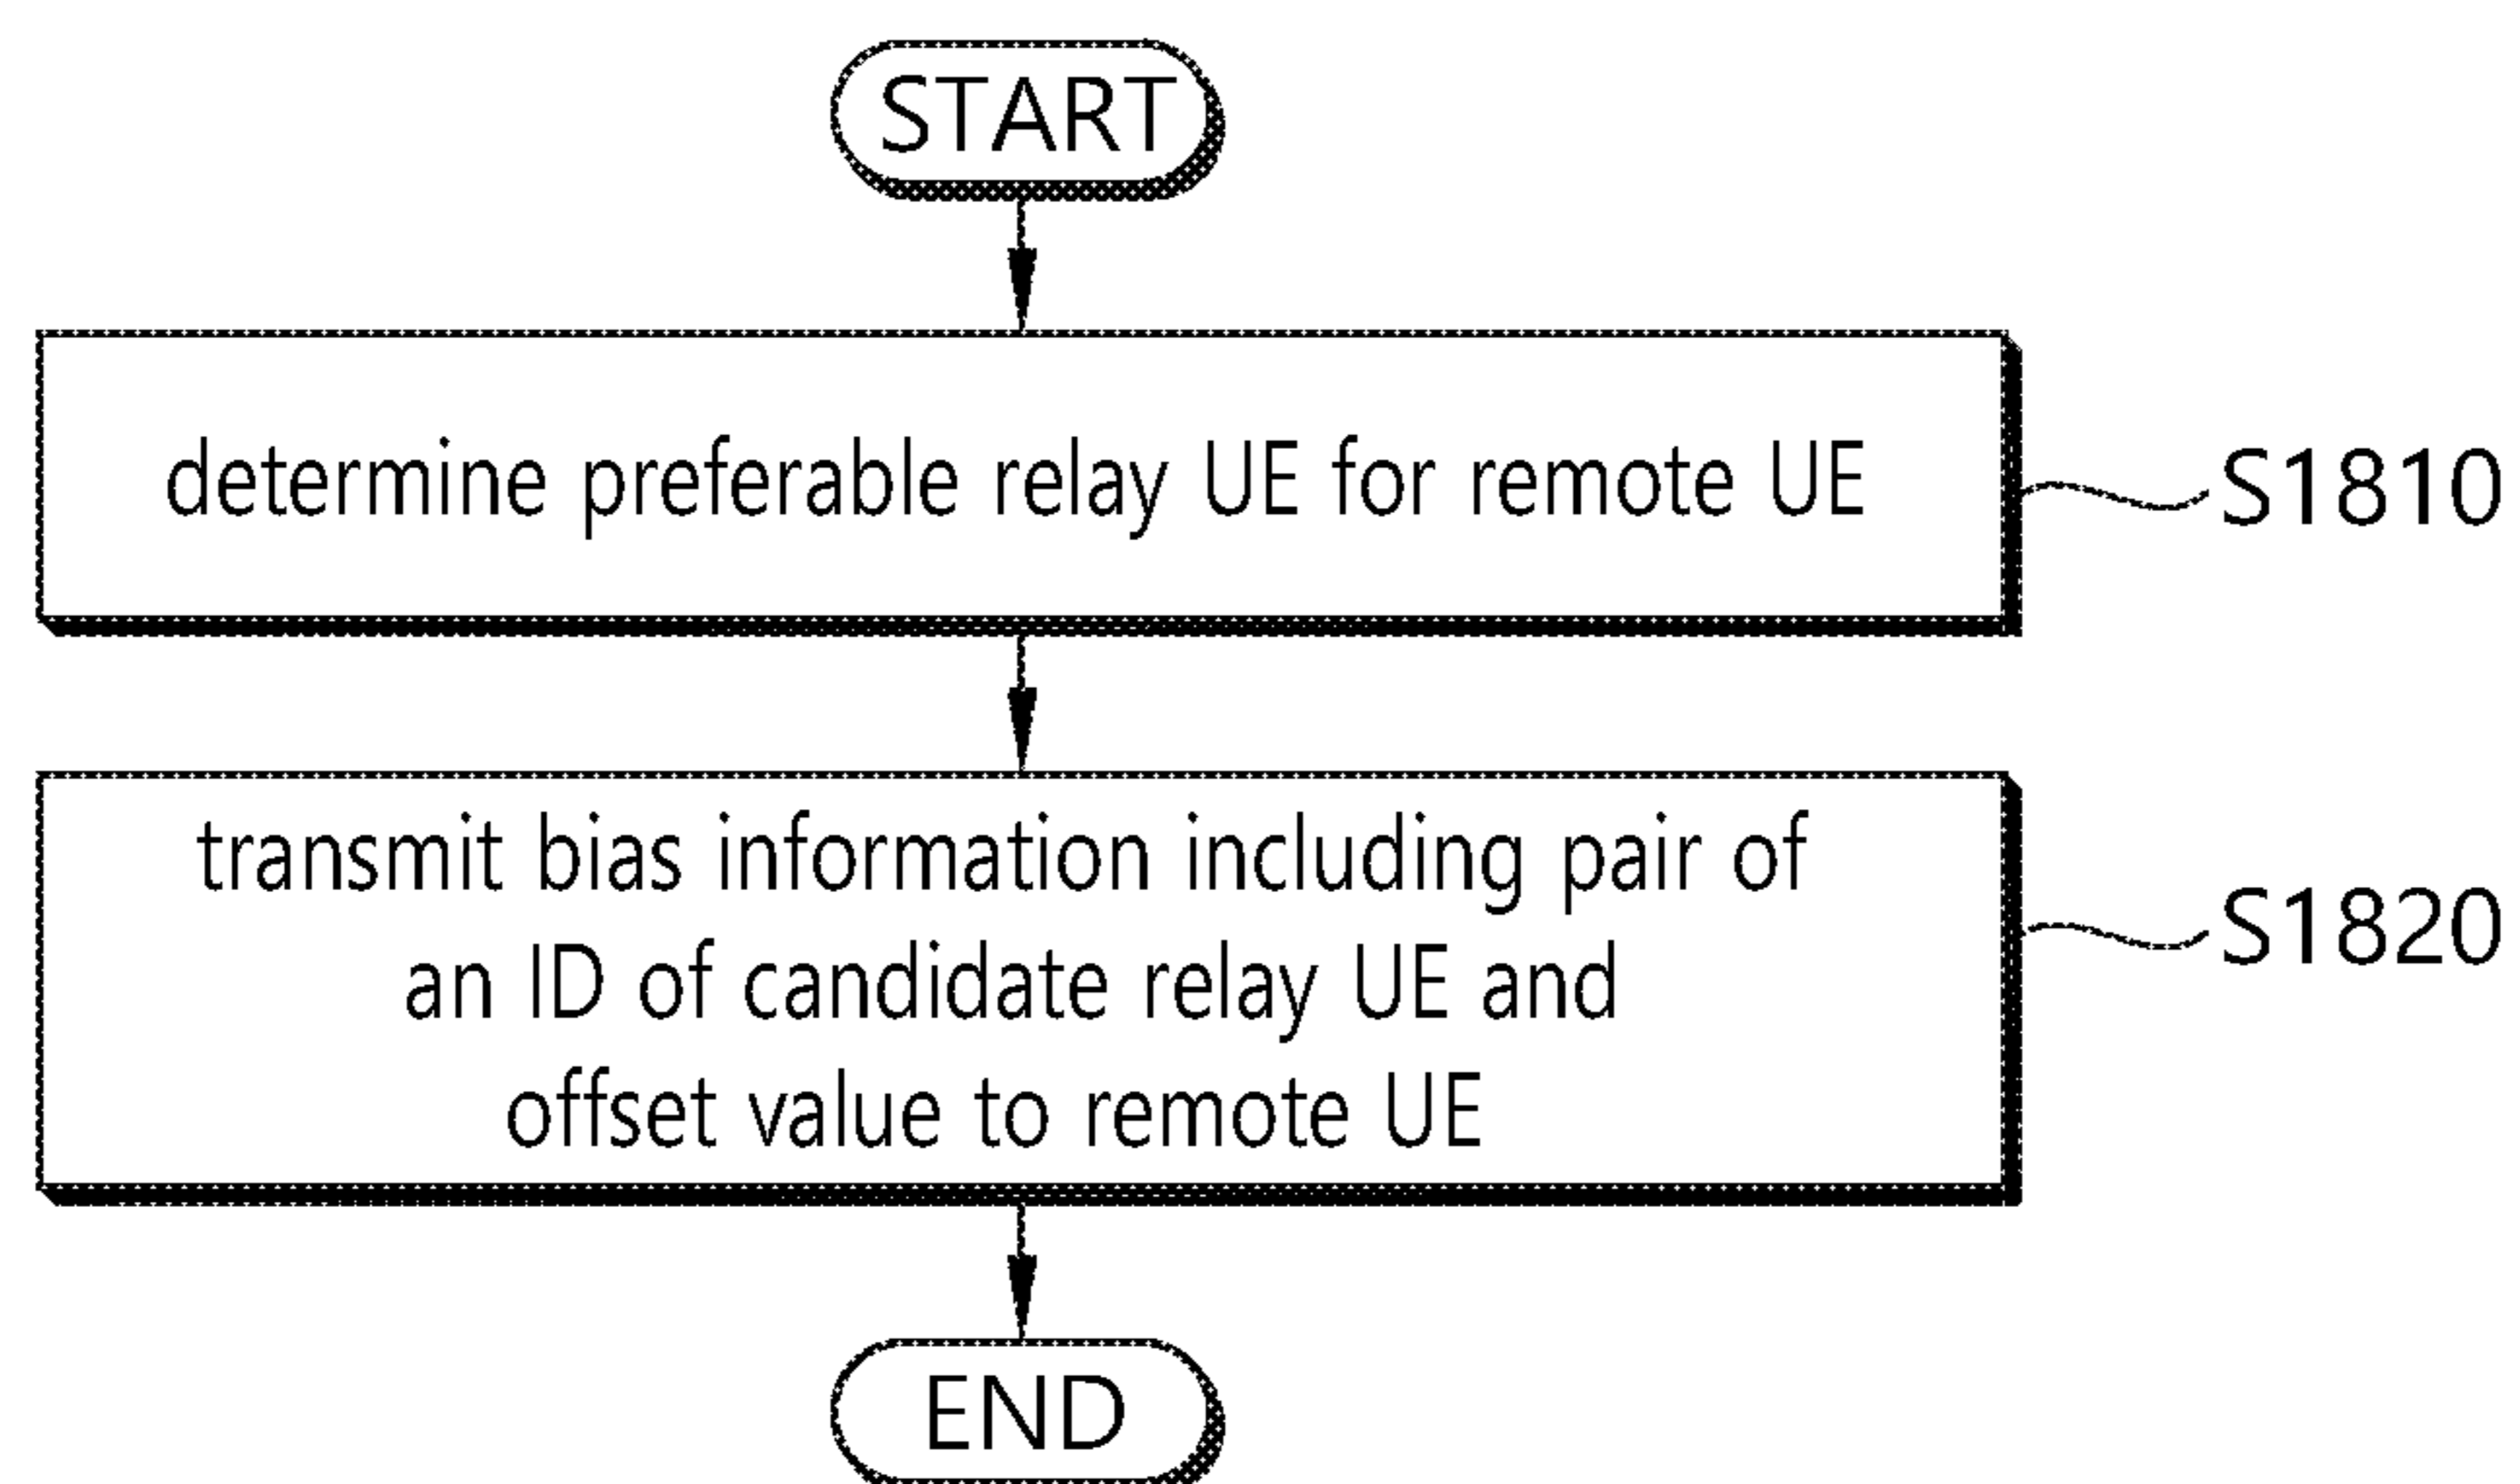 START
determine preferable relay UE for remote UE
S1810
transmit bias information including pair of
an ID of candidate relay UE and
offset value to remote UE
S1820
END